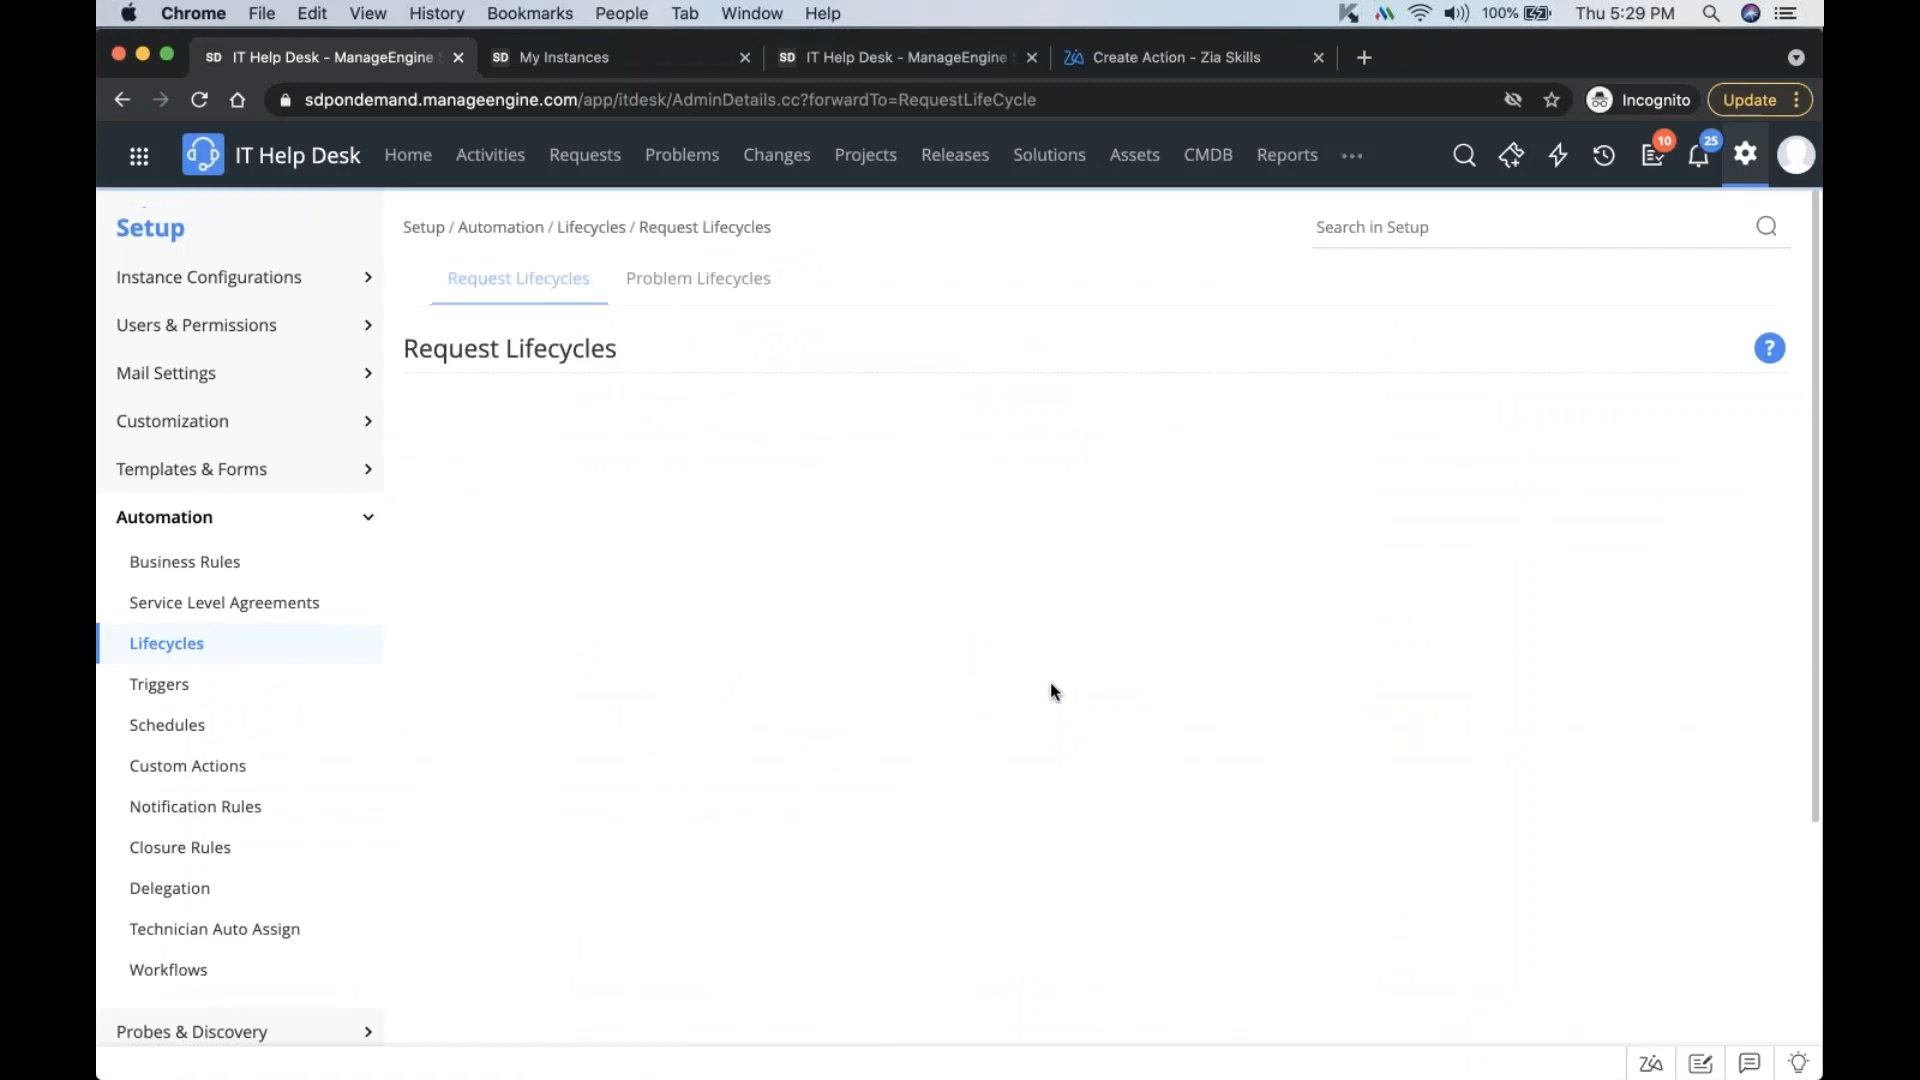 Chrome File Edit View History Bookmarks People Tab Window Help 100% Thu 5:29 PM
SD IT Help Desk - ManageEngine SD My Instances SD IT Help Desk - ManageEngine Create Action - Zia Skills
sdpondemand.manageengine.com/app/itdesk/AdminDetails.cc?forwardTo=RequestLifeCycle Incognito Update
IT Help Desk Home Activities Requests Problems Changes Projects Releases Solutions Assets CMDB Reports 10 25
Setup
Setup / Automation / Lifecycles / Request Lifecycles
Search in Setup
Instance Configurations
Users & Permissions
Mail Settings
Customization
Templates & Forms
Automation
Business Rules
Service Level Agreements
Lifecycles
Triggers
Schedules
Custom Actions
Notification Rules
Closure Rules
Delegation
Technician Auto Assign
Workflows
Probes & Discovery
Request Lifecycles Problem Lifecycles
Request Lifecycles
?